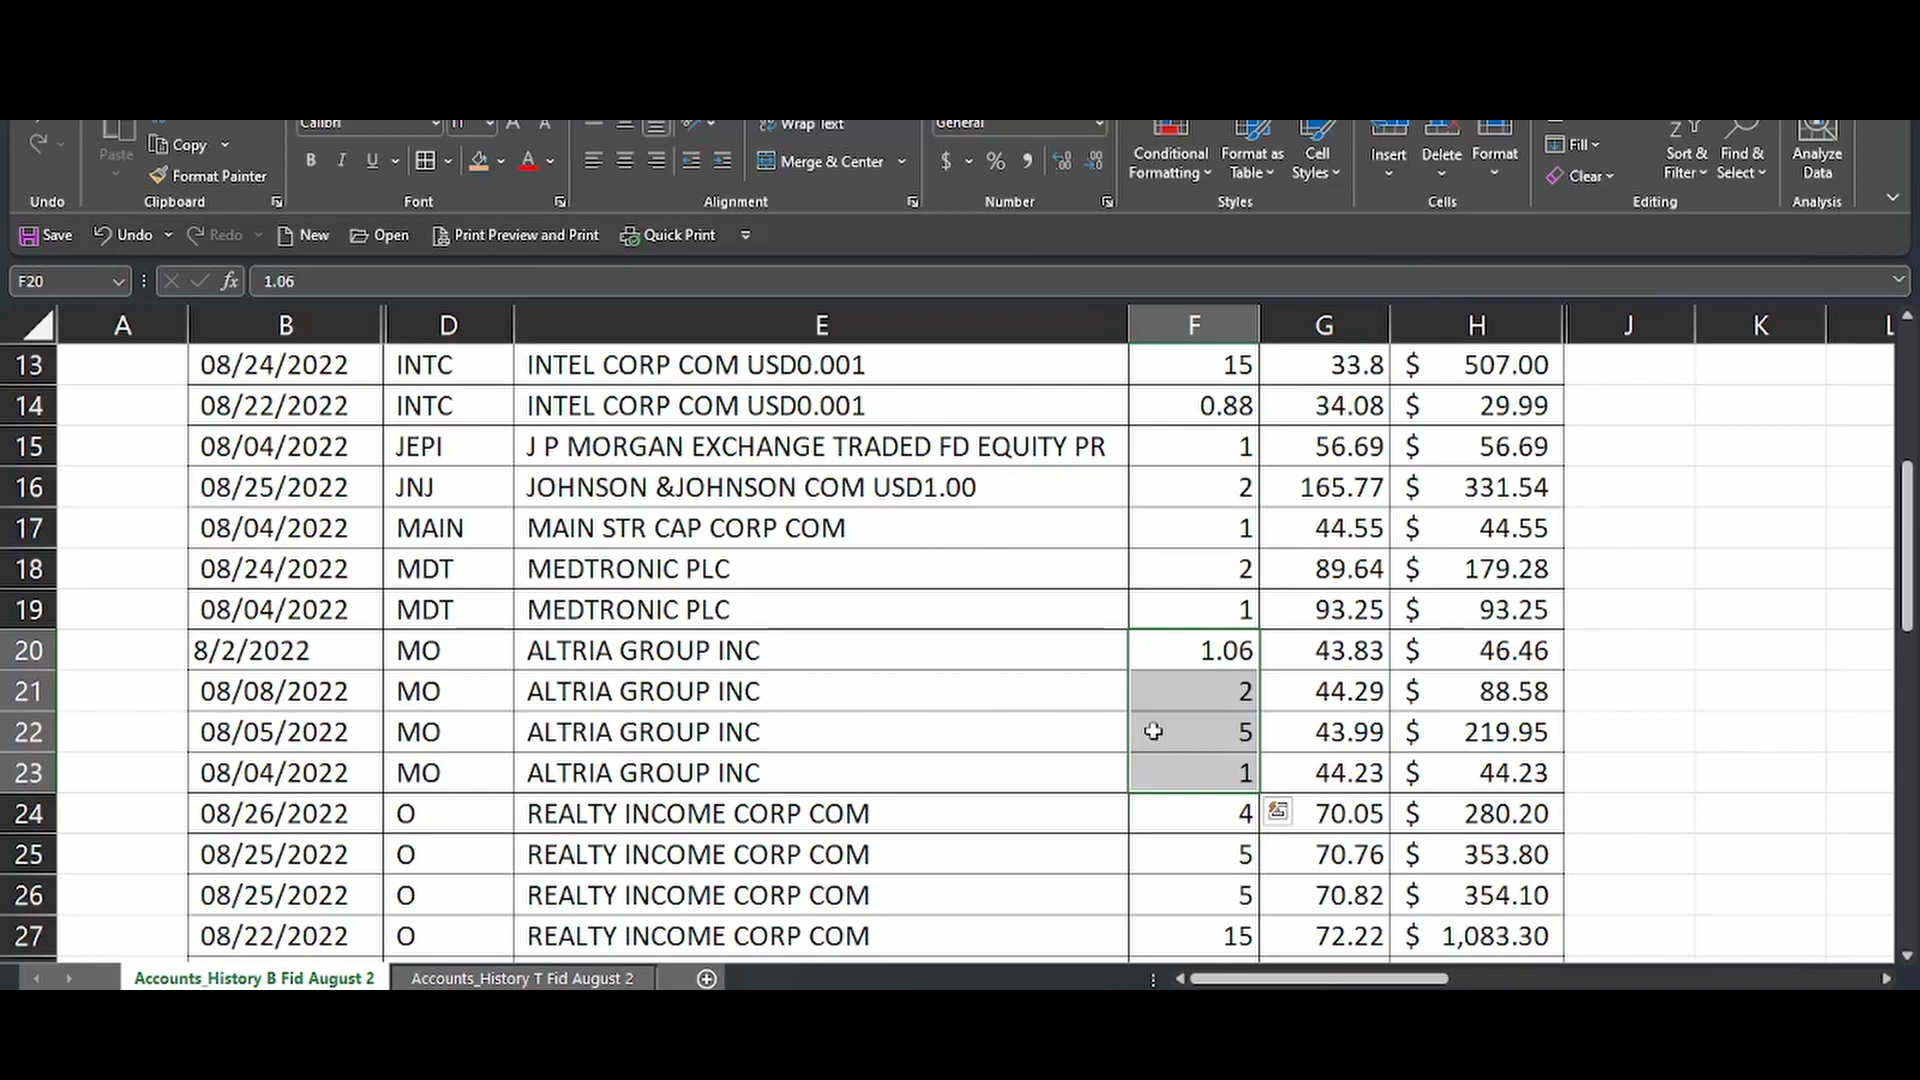 Calibri 11 A A Wrap Text General
Paste Copy B I U A Merge & Center $ % Conditional Formatting Format as Table Cell Styles Insert Delete Format Fill Clear Sort & Filter Find & Select Analyze Data
Format Painter
Undo Clipboard Font Alignment Number Styles Cells Editing Analysis
Save Undo Redo New Open Print Preview and Print Quick Print
F20 fx 1.06
A B D E F G H J K L
13 08/24/2022 INTC INTEL CORP COM USD0.001 15 33.8 $ 507.00
14 08/22/2022 INTC INTEL CORP COM USD0.001 0.88 34.08 $ 29.99
15 08/04/2022 JEPI J P MORGAN EXCHANGE TRADED FD EQUITY PR 1 56.69 $ 56.69
16 08/25/2022 JNJ JOHNSON &JOHNSON COM USD1.00 2 165.77 $ 331.54
17 08/04/2022 MAIN MAIN STR CAP CORP COM 1 44.55 $ 44.55
18 08/24/2022 MDT MEDTRONIC PLC 2 89.64 $ 179.28
19 08/04/2022 MDT MEDTRONIC PLC 1 93.25 $ 93.25
20 8/2/2022 MO ALTRIA GROUP INC 1.06 43.83 $ 46.46
21 08/08/2022 MO ALTRIA GROUP INC 2 44.29 $ 88.58
22 08/05/2022 MO ALTRIA GROUP INC 5 43.99 $ 219.95
23 08/04/2022 MO ALTRIA GROUP INC 1 44.23 $ 44.23
24 08/26/2022 O REALTY INCOME CORP COM 4 70.05 $ 280.20
25 08/25/2022 O REALTY INCOME CORP COM 5 70.76 $ 353.80
26 08/25/2022 O REALTY INCOME CORP COM 5 70.82 $ 354.10
27 08/22/2022 O REALTY INCOME CORP COM 15 72.22 $ 1,083.30
Accounts_History B Fid August 2 Accounts_History T Fid August 2